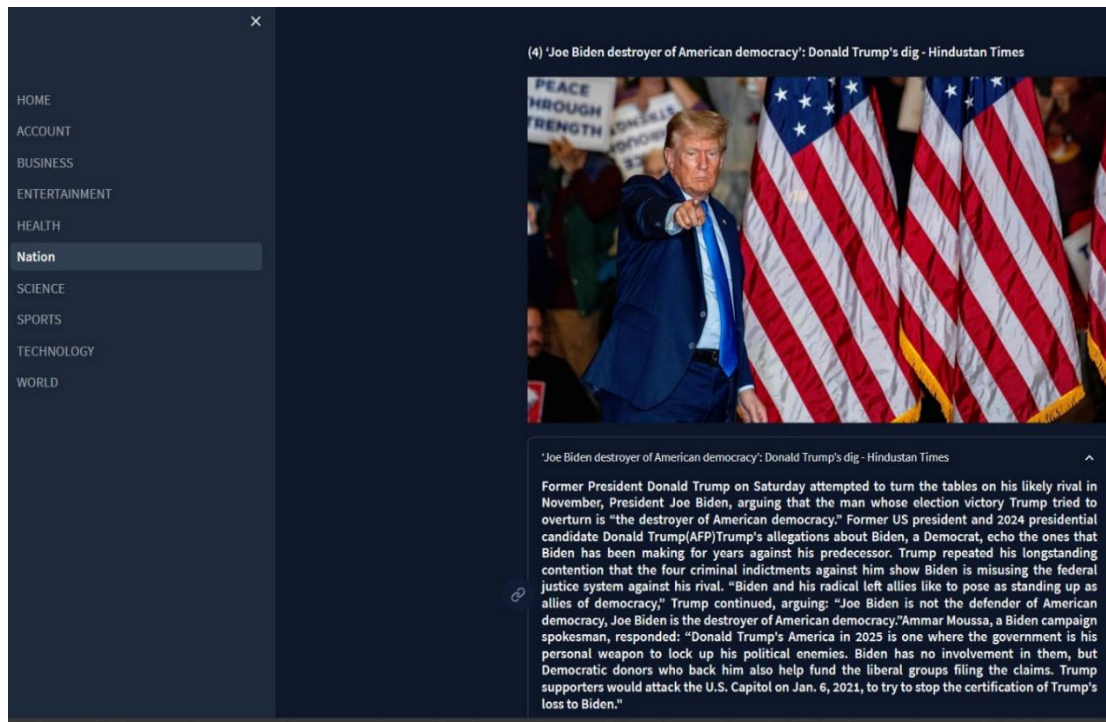 ×
HOME
ACCOUNT
BUSINESS
ENTERTAINMENT
HEALTH
Nation
SCIENCE
SPORTS
TECHNOLOGY
WORLD
(4) ‘Joe Biden destroyer of American democracy’: Donald Trump's dig - Hindustan Times
PEACE
THROUGH
STRENGTH
‘Joe Biden destroyer of American democracy’: Donald Trump's dig - Hindustan Times
Former President Donald Trump on Saturday attempted to turn the tables on his likely rival in
November, President Joe Biden, arguing that the man whose election victory Trump tried to
overturn is “the destroyer of American democracy.” Former US president and 2024 presidential
candidate Donald Trump(AFP)Trump's allegations about Biden, a Democrat, echo the ones that
Biden has been making for years against his predecessor. Trump repeated his longstanding
contention that the four criminal indictments against him show Biden is misusing the federal
justice system against his rival. “Biden and his radical left allies like to pose as standing up as
allies of democracy,” Trump continued, arguing: “Joe Biden is not the defender of American
democracy, Joe Biden is the destroyer of American democracy.”Ammar Moussa, a Biden campaign
spokesman, responded: “Donald Trump's America in 2025 is one where the government is his
personal weapon to lock up his political enemies. Biden has no involvement in them, but
Democratic donors who back him also help fund the liberal groups filing the claims. Trump
supporters would attack the U.S. Capitol on Jan. 6, 2021, to try to stop the certification of Trump's
loss to Biden."